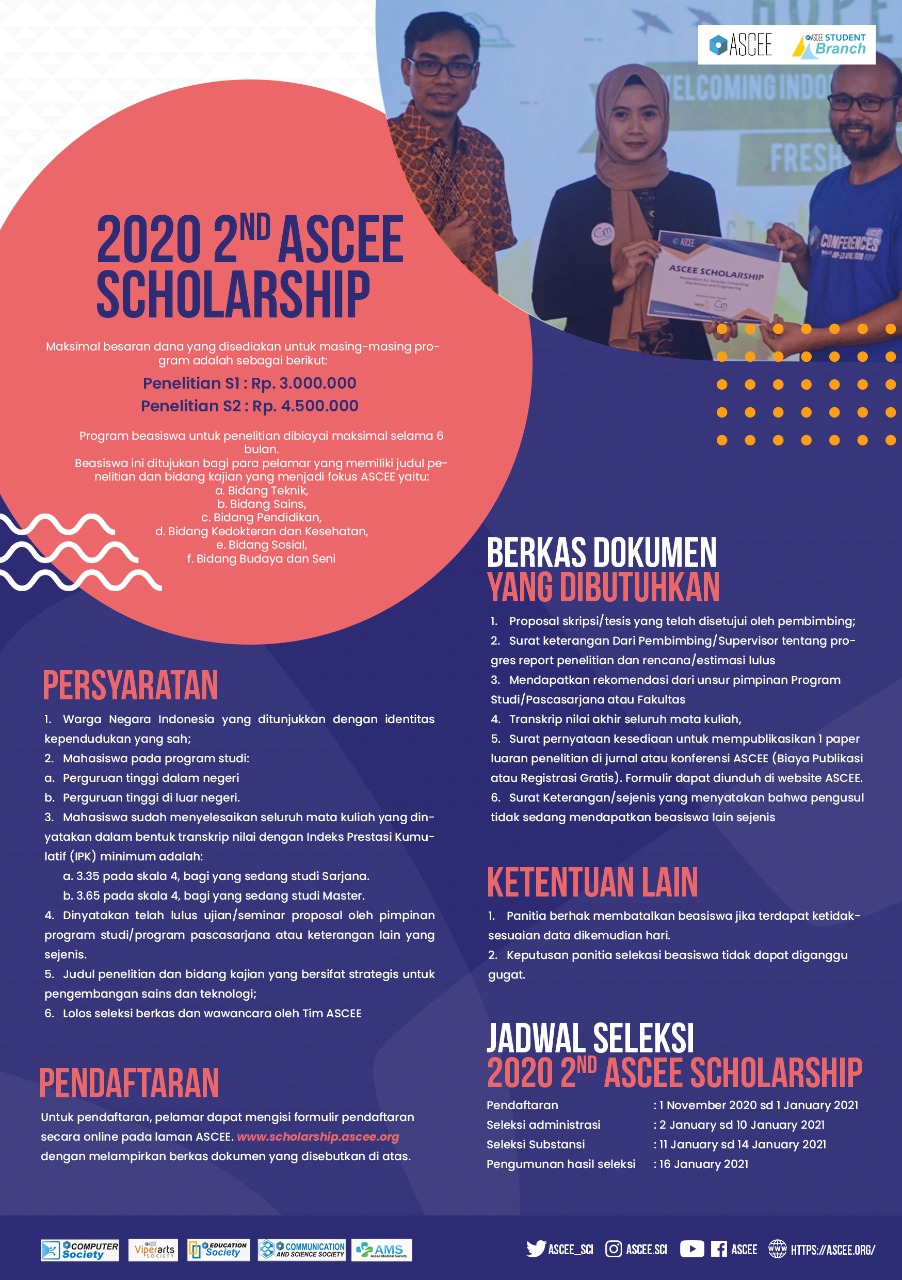 HOPE
WELCOMING INDO
FRESH
ASCEE
ASCEE STUDENT
Branch
CONFERENCES
ASCEE
ASCEE SCHOLARSHIP
2020 2ND ASCEE
SCHOLARSHIP
Maksimal besaran dana yang disediakan untuk masing-masing pro-
gram adalah sebagai berikut:
Penelitian S1 : Rp. 3.000.000
Penelitian S2 : Rp. 4.500.000
Program beasiswa untuk penelitian dibiayai maksimal selama 6
bulan.
Beasiswa ini ditujukan bagi para pelamar yang memiliki judul pe-
nelitian dan bidang kajian yang menjadi fokus ASCEE yaitu:
a. Bidang Teknik,
b. Bidang Sains,
c. Bidang Pendidikan,
d. Bidang Kedokteran dan Kesehatan,
e. Bidang Sosial,
f. Bidang Budaya dan Seni
PERSYARATAN
1. Warga Negara Indonesia yang ditunjukkan dengan identitas
kependudukan yang sah;
2. Mahasiswa pada program studi:
a. Perguruan tinggi dalam negeri
b. Perguruan tinggi di luar negeri.
3. Mahasiswa sudah menyelesaikan seluruh mata kuliah yang din-
yatakan dalam bentuk transkrip nilai dengan Indeks Prestasi Kumu-
latif (IPK) minimum adalah:
a. 3.35 pada skala 4, bagi yang sedang studi Sarjana.
b. 3.65 pada skala 4, bagi yang sedang studi Master.
4. Dinyatakan telah lulus ujian/seminar proposal oleh pimpinan
program studi/program pascasarjana atau keterangan lain yang
sejenis.
5. Judul penelitian dan bidang kajian yang bersifat strategis untuk
pengembangan sains dan teknologi;
6. Lolos seleksi berkas dan wawancara oleh Tim ASCEE
PENDAFTARAN
Untuk pendaftaran, pelamar dapat mengisi formulir pendaftaran
secara online pada laman ASCEE. www.scholarship.ascee.org
dengan melampirkan berkas dokumen yang disebutkan di atas.
BERKAS DOKUMEN
YANG DIBUTUHKAN
1. Proposal skripsi/tesis yang telah disetujui oleh pembimbing;
2. Surat keterangan Dari Pembimbing/Supervisor tentang pro-
gres report penelitian dan rencana/estimasi lulus
3. Mendapatkan rekomendasi dari unsur pimpinan Program
Studi/Pascasarjana atau Fakultas
4. Transkrip nilai akhir seluruh mata kuliah,
5. Surat pernyataan kesediaan untuk mempublikasikan 1 paper
luaran penelitian di jurnal atau konferensi ASCEE (Biaya Publikasi
atau Registrasi Gratis). Formulir dapat diunduh di website ASCEE.
6. Surat Keterangan/sejenis yang menyatakan bahwa pengusul
tidak sedang mendapatkan beasiswa lain sejenis
KETENTUAN LAIN
1. Panitia berhak membatalkan beasiswa jika terdapat ketidak-
sesuaian data dikemudian hari.
2. Keputusan panitia selekasi beasiswa tidak dapat diganggu
gugat.
JADWAL SELEKSI
2020 2ND ASCEE SCHOLARSHIP
Pendaftaran : 1 November 2020 sd 1 January 2021
Seleksi administrasi : 2 January sd 10 January 2021
Seleksi Substansi : 11 January sd 14 January 2021
Pengumunan hasil seleksi : 16 January 2021
COMPUTER
Society
Viperarts
SOCIETY
EDUCATION
Society
COMMUNICATION
AND SCIENCE SOCIETY
AMS
ASCEE_SCI
ASCEE.SCI
ASCEE
HTTPS://ASCEE.ORG/